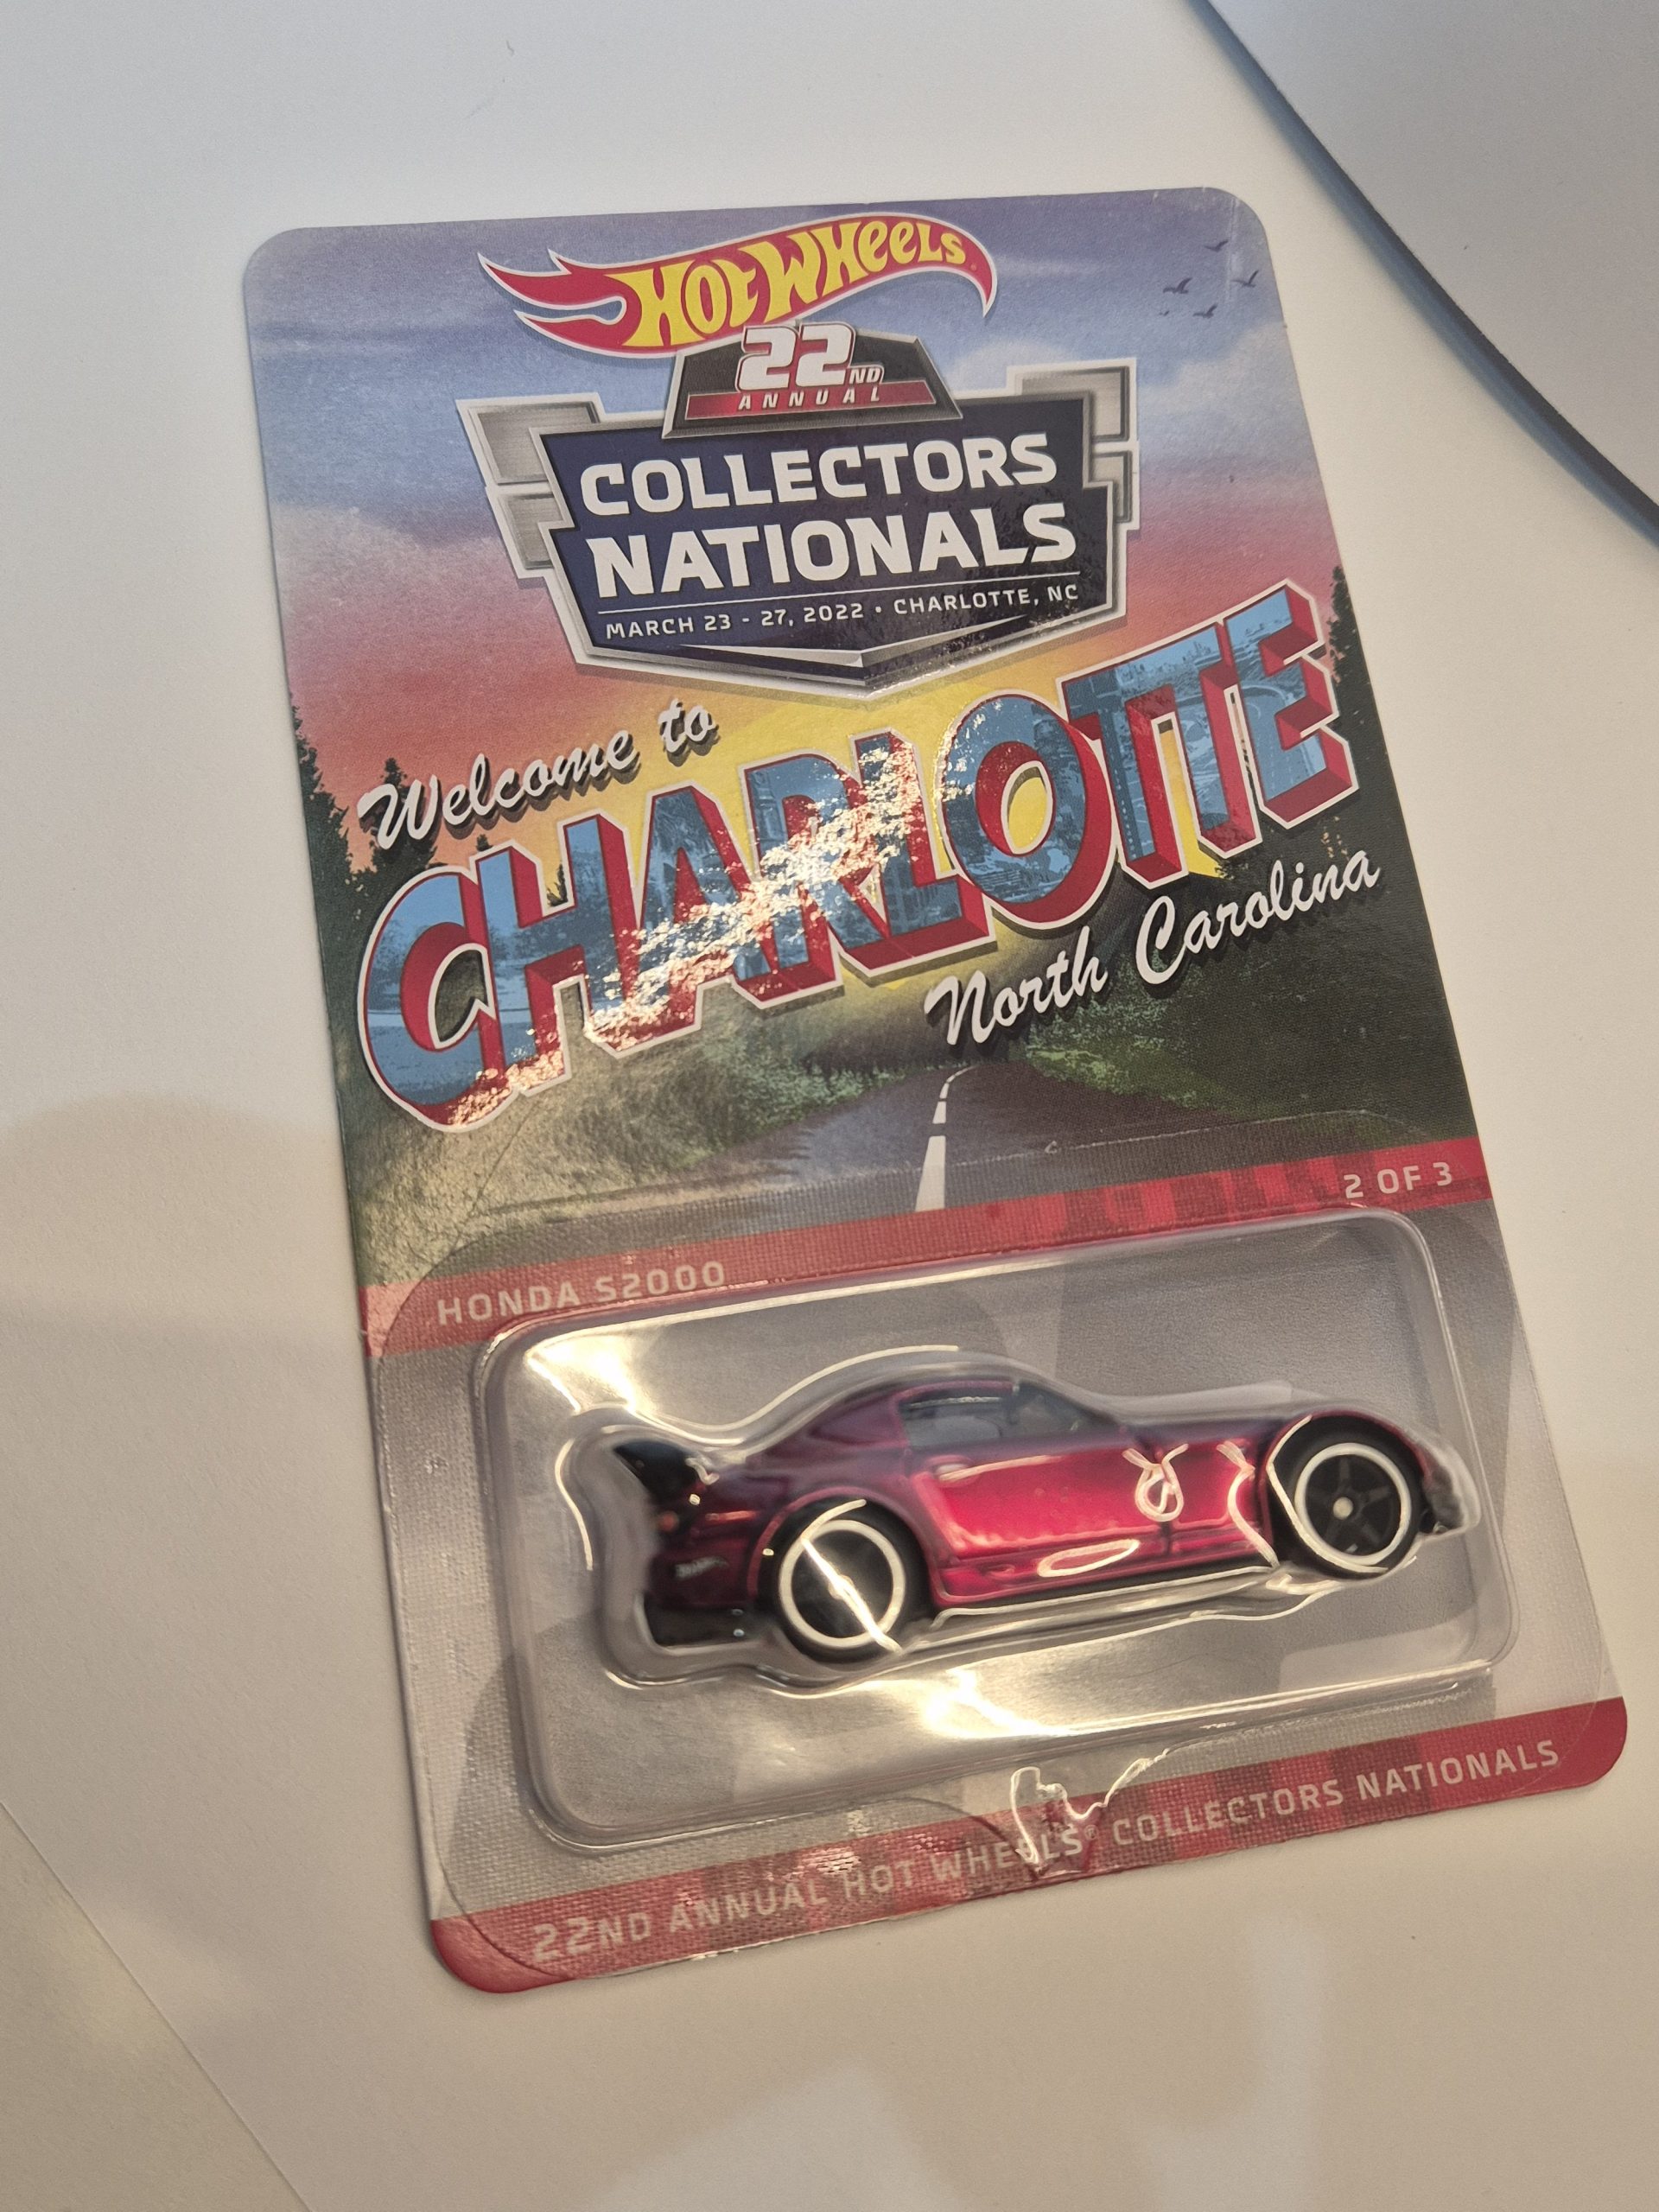 HOT WHEELS
22ND
ANNUAL
COLLECTORS
NATIONALS
MARCH 23 - 27, 2022 • CHARLOTTE, NC
Welcome to
CHARLOTTE
North Carolina
2 OF 3
HONDA S2000
22ND ANNUAL HOT WHEELS® COLLECTORS NATIONALS